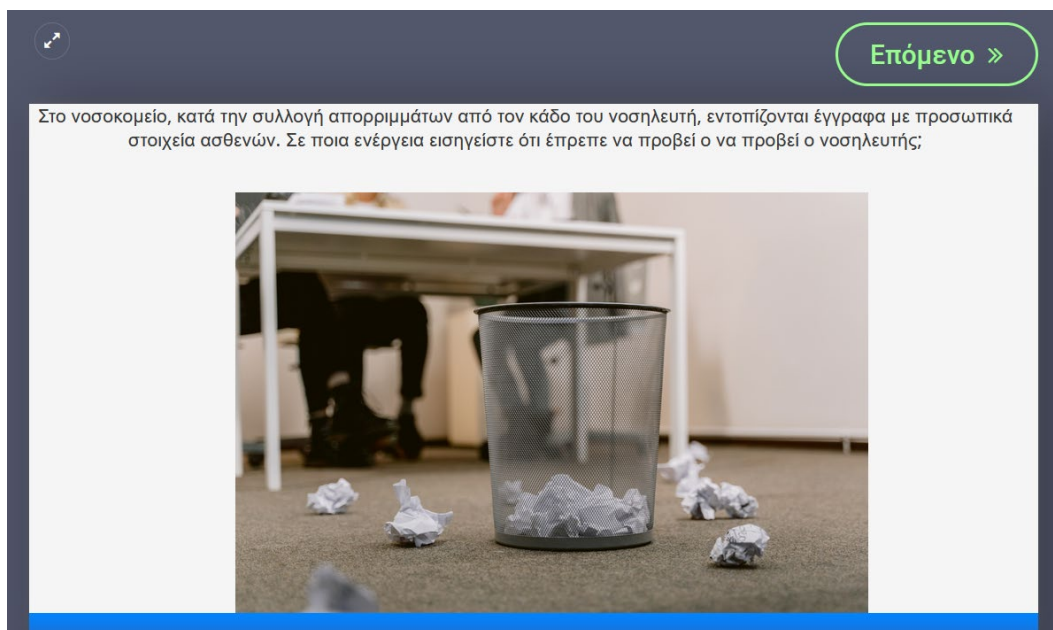 Επόμενο »
Στο νοσοκομείο, κατά την συλλογή απορριμμάτων από τον κάδο του νοσηλευτή, εντοπίζονται έγγραφα με προσωπικά
στοιχεία ασθενών. Σε ποια ενέργεια εισηγείστε ότι έπρεπε να προβεί ο να προβεί ο νοσηλευτής;